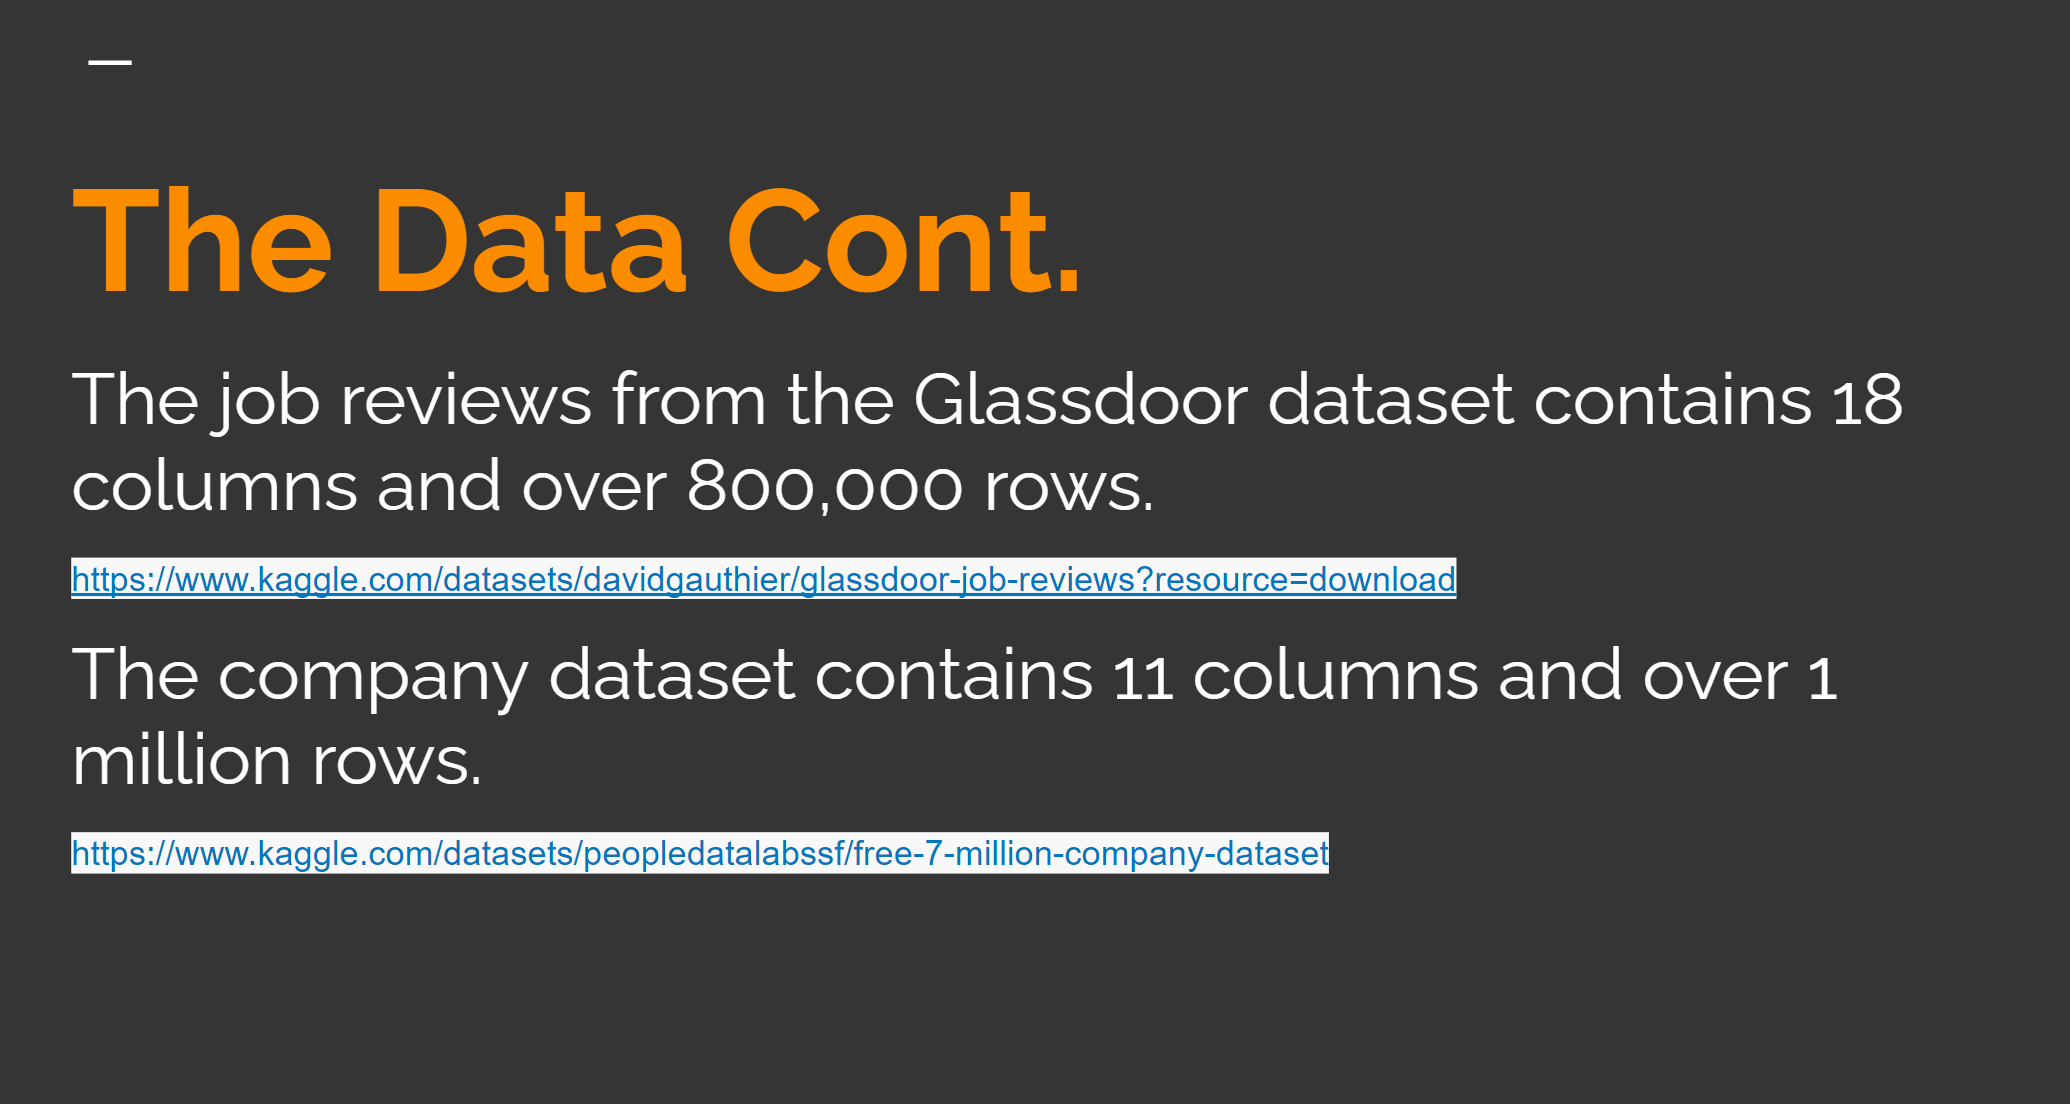 The Data Cont.
The job reviews from the Glassdoor dataset contains 18
columns and over 800,000 rows.
https://www.kaggle.com/datasets/davidgauthier/glassdoor-job-reviews?resource=download
The company dataset contains 11 columns and over 1
million rows.
https://www.kaggle.com/datasets/peopledatalabssf/free-7-million-company-dataset